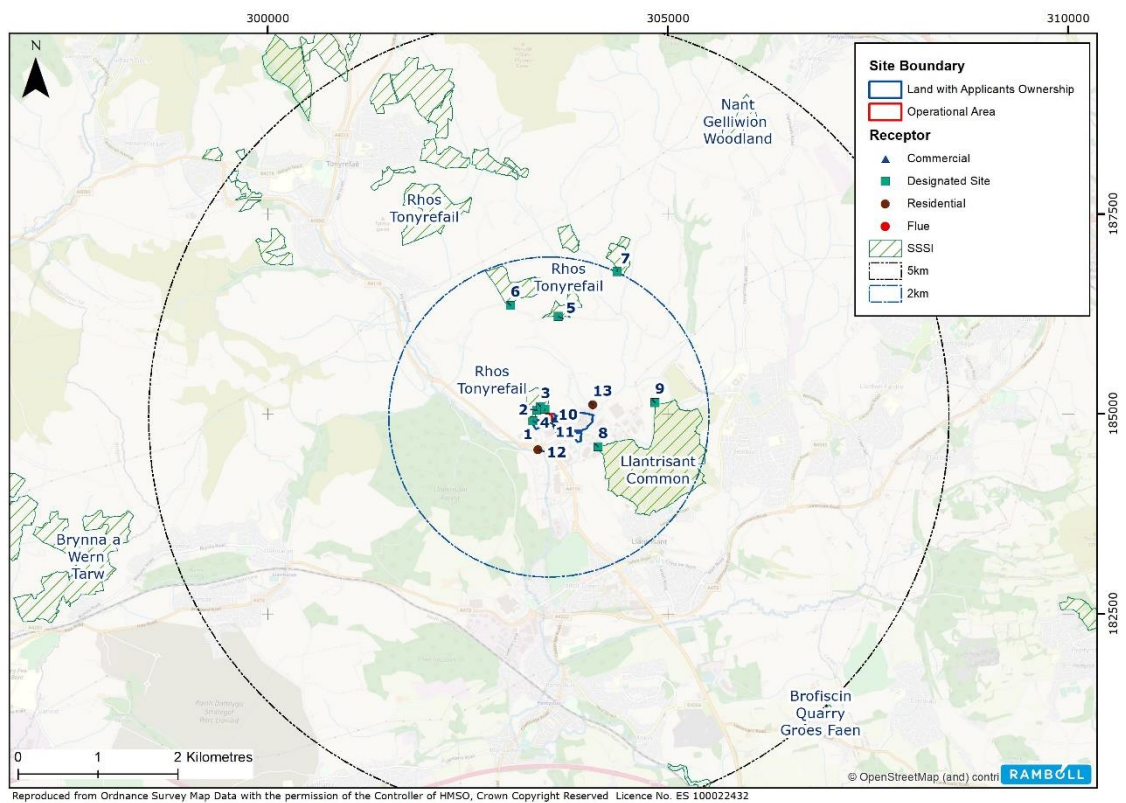 300000
305000
310000
N
Site Boundary
Land with Applicants Ownership
Operational Area
Receptor
Commercial
Designated Site
Residential
Flue
SSSI
5km
2km
Nant
Gelliwion
Woodland
187500
Tonyrefail
Rhos
Tonyrefail
7
Rhos
Tonyrefail
6
5
Rhos
Tonyrefail
3
13
9
2
10
185000
4
1
11
8
12
Llantrisant
Common
Llantrisant
Brynna a
Wern
Tarw
182500
Brofiscin
Quarry
Groes Faen
0 1 2 Kilometres
© OpenStreetMap (and) contri
RAMBOLL
Reproduced from Ordnance Survey Map Data with the permission of the Controller of HMSO, Crown Copyright Reserved Licence No. ES 100022432